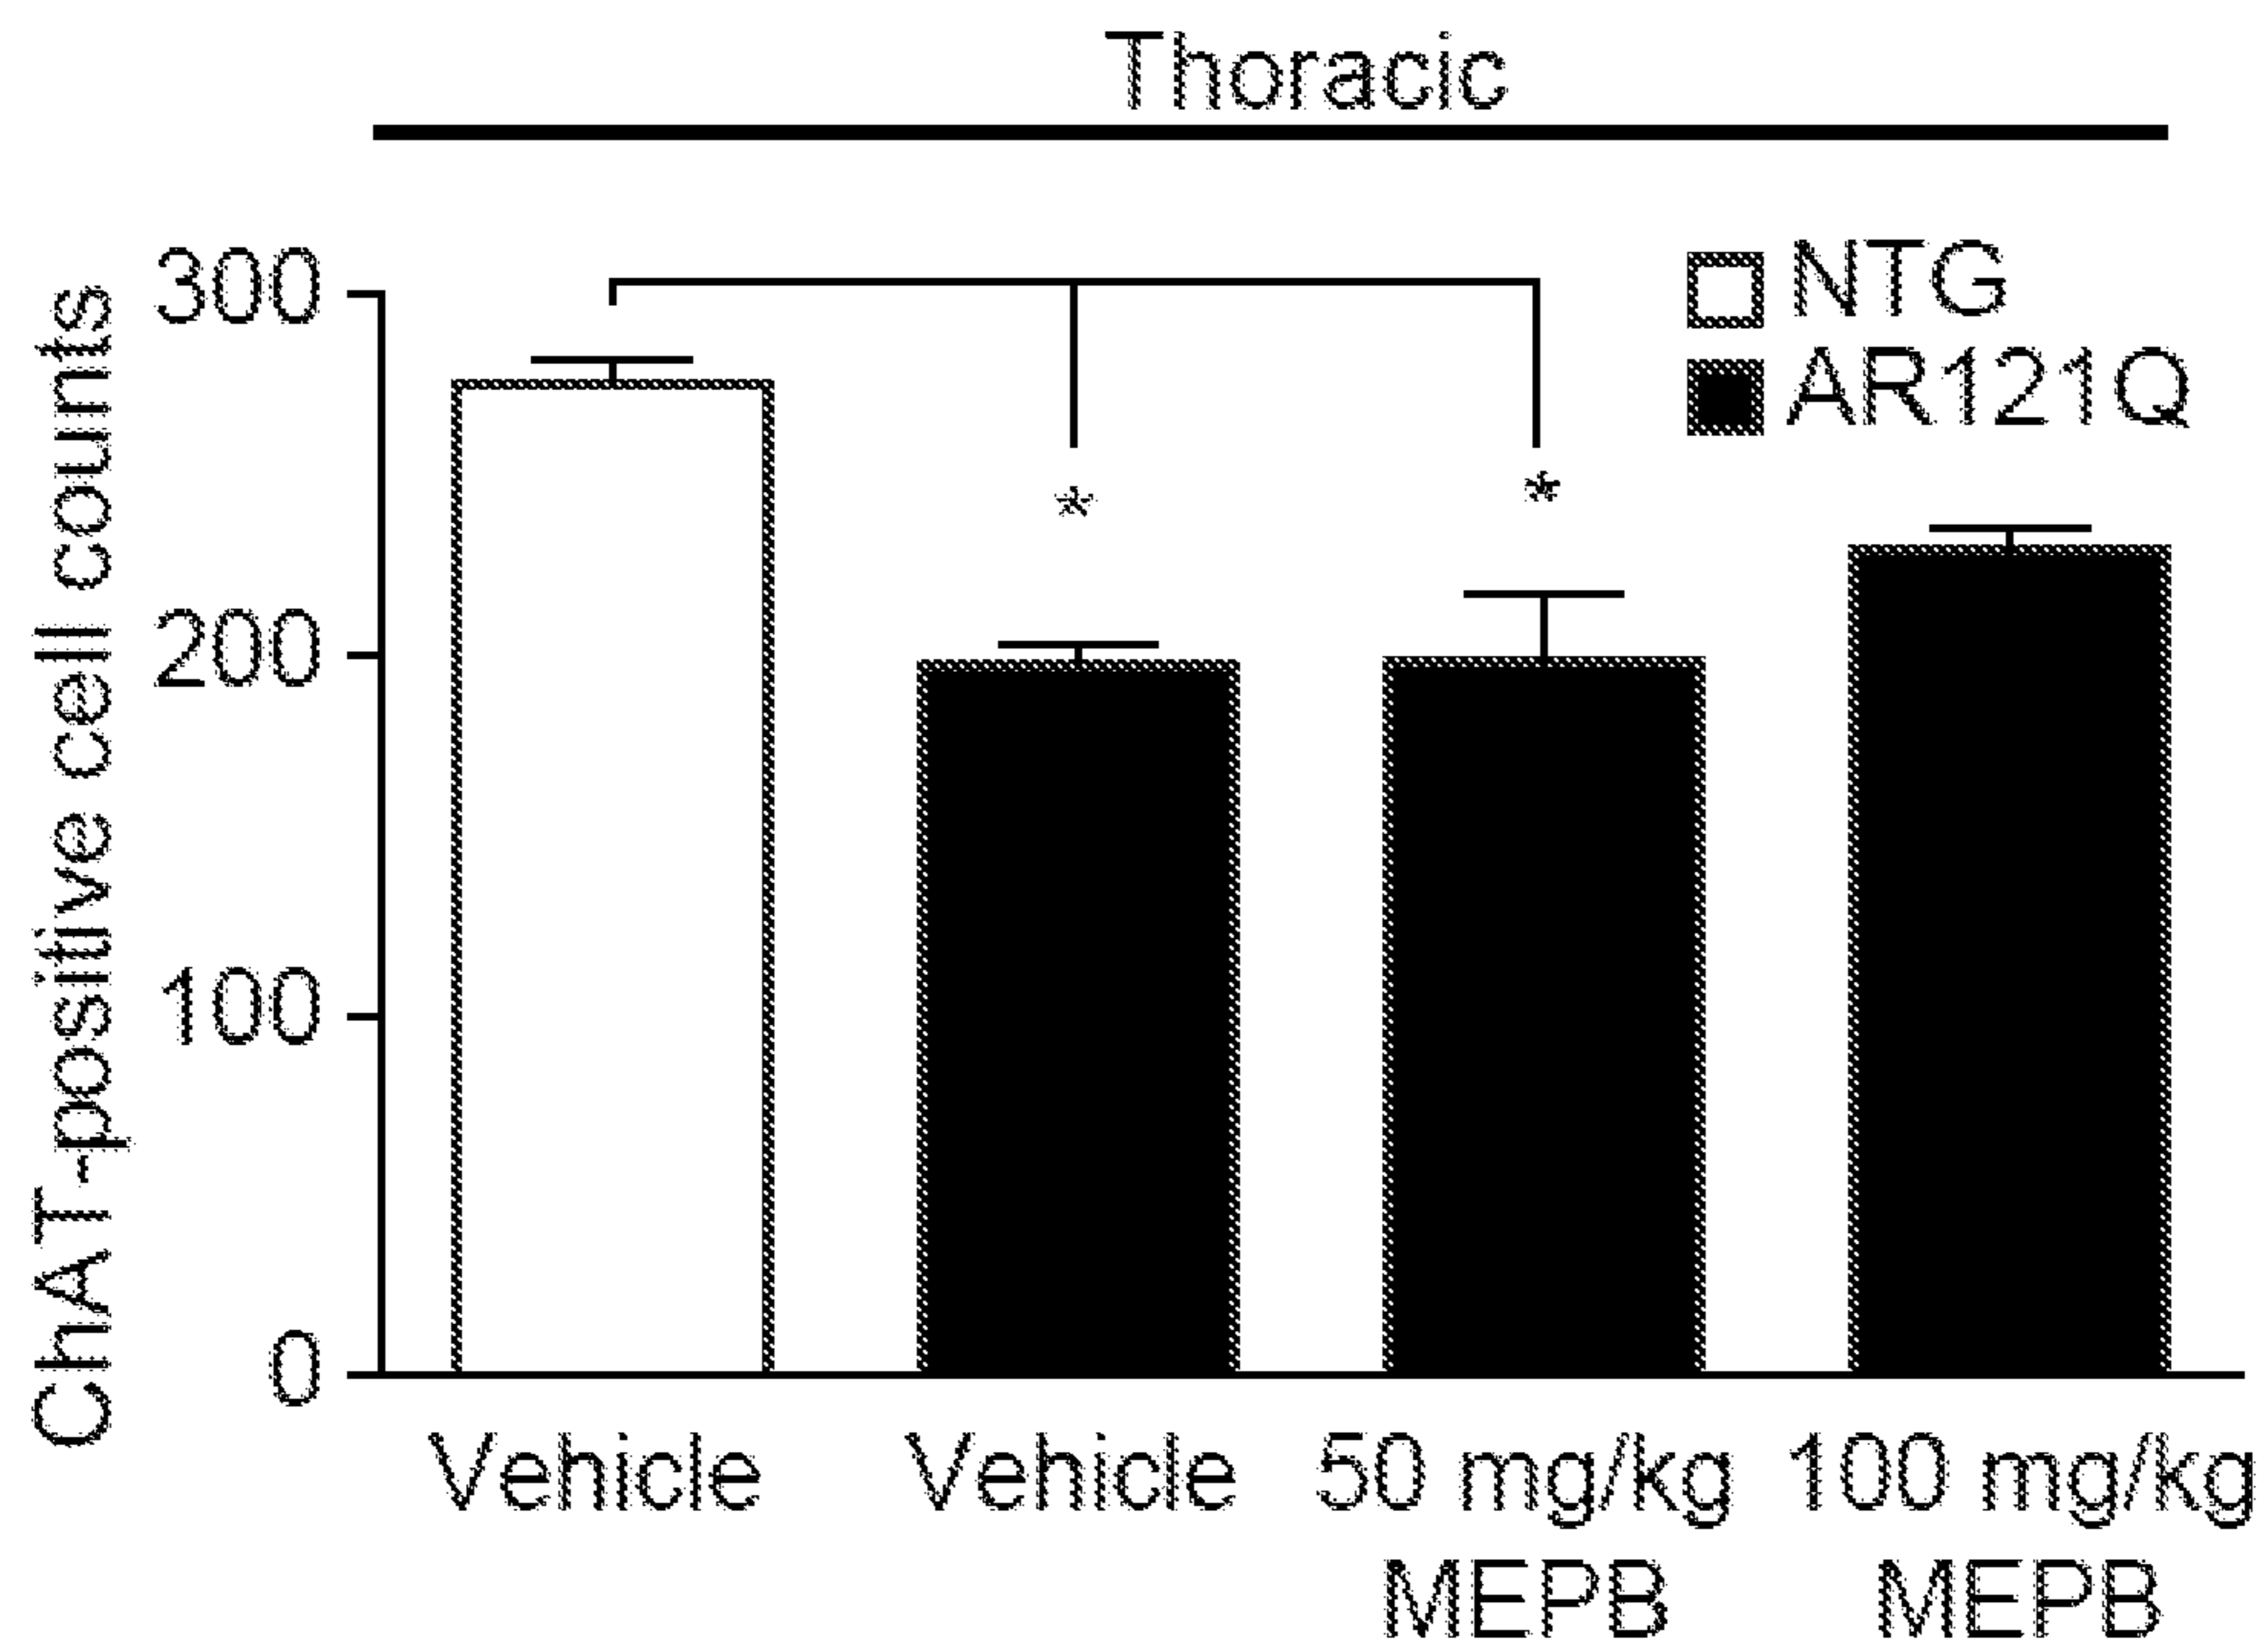 Thoracic
ChAT-positive cell counts
300
200
100
0
NTG
AR121Q
*
*
Vehicle
Vehicle
50 mg/kg
MEPB
100 mg/kg
MEPB